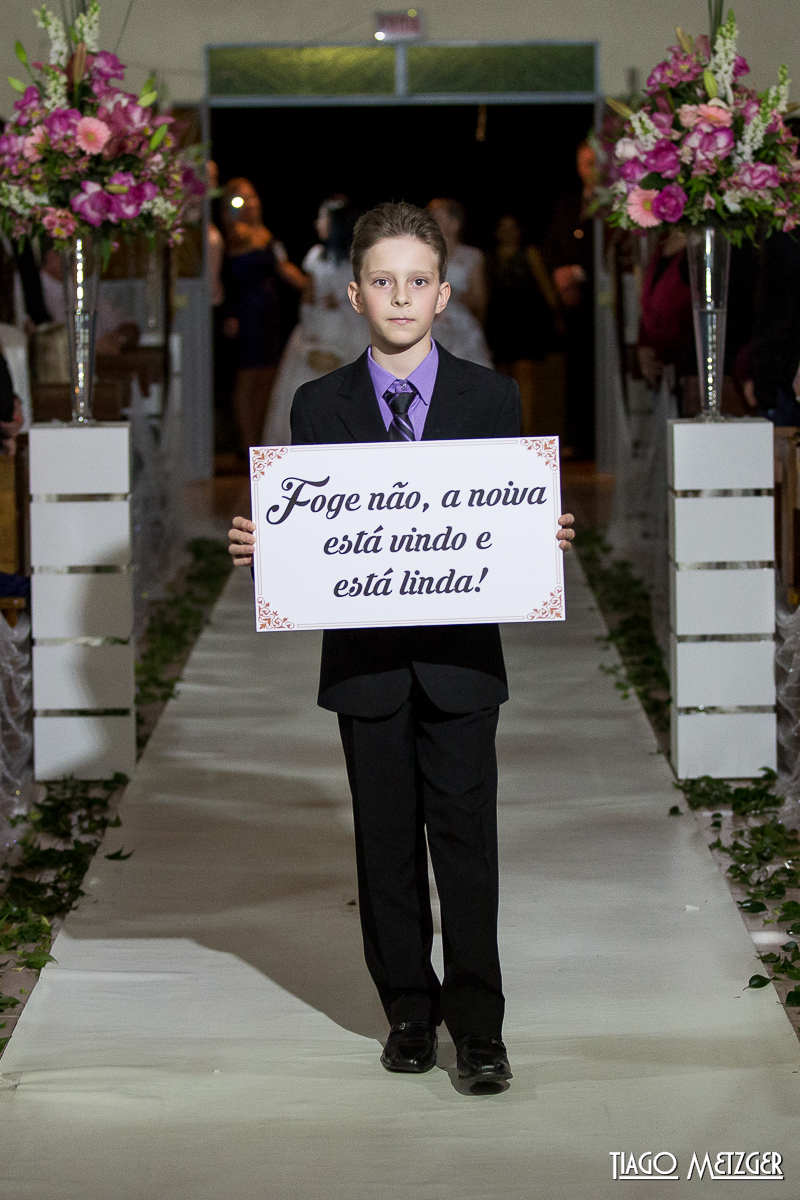 Foge não, a noiva
está vindo e
está linda!
TIAGO METZGER